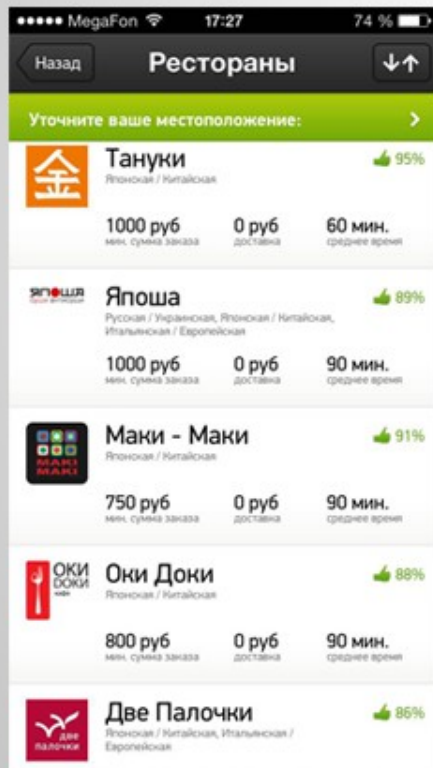 MegaFon 17:27 74 %
Назад Рестораны
Уточните ваше местоположение:
金 Тануки 95%
Японская / Китайская
1000 руб 0 руб 60 мин.
мин. сумма заказа доставка среднее время
ЯПОША Япоша 89%
Русская / Украинская, Японская / Китайская,
Итальянская / Европейская
1000 руб 0 руб 90 мин.
мин. сумма заказа доставка среднее время
MAKI MAKI Маки - Маки 91%
Японская / Китайская
750 руб 0 руб 90 мин.
мин. сумма заказа доставка среднее время
ОКИ DОКИ кафе Оки Доки 88%
Японская / Китайская
800 руб 0 руб 90 мин.
мин. сумма заказа доставка среднее время
две палочки Две Палочки 86%
Японская / Китайская, Итальянская /
Европейская